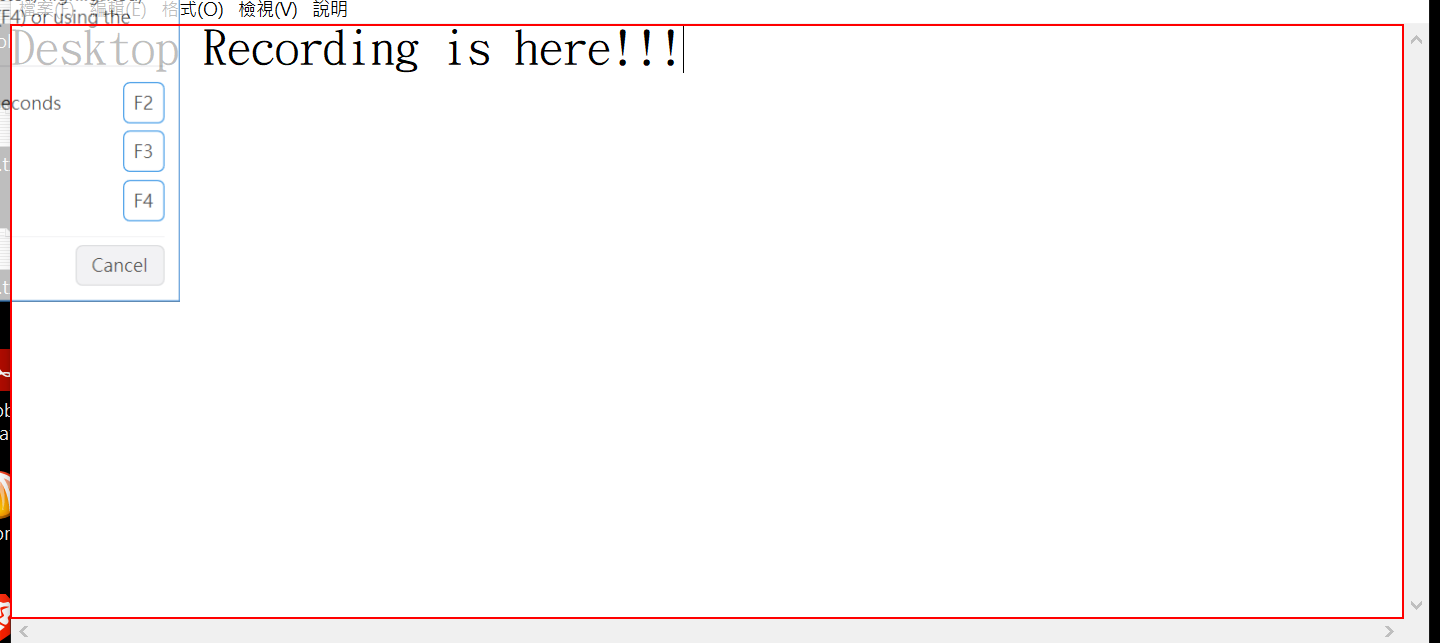 (F4) or using the
檔案(F) 編輯(E) 格式(O) 檢視(V) 說明
Desktop Recording is here!!!
econds F2
F3
F4
Cancel